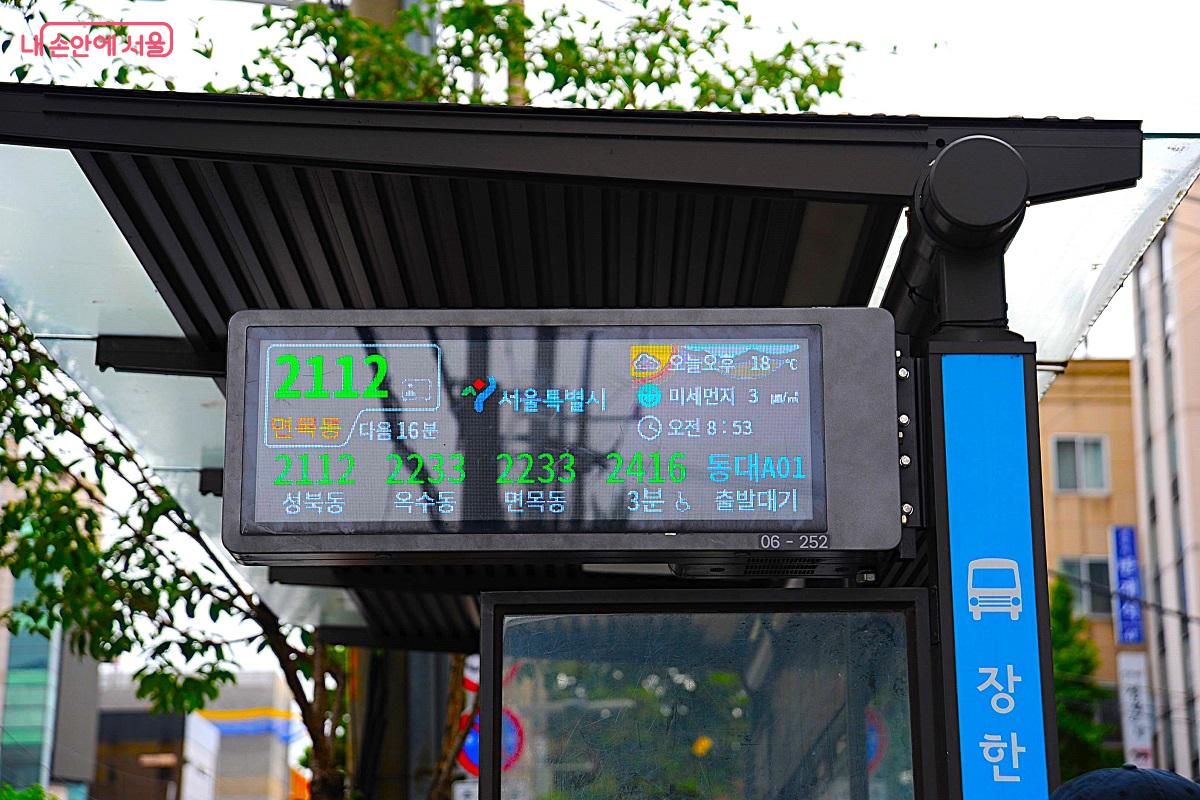 내 손안에 서울
2112
면목동 다음 16분
서울특별시
오늘오후 18 ℃
미세먼지 3 ㎍/㎥
오전 8:53
2112 2233 2233 2416 동대A01
성북동 옥수동 면목동 3분 출발대기
06 - 252
장
한